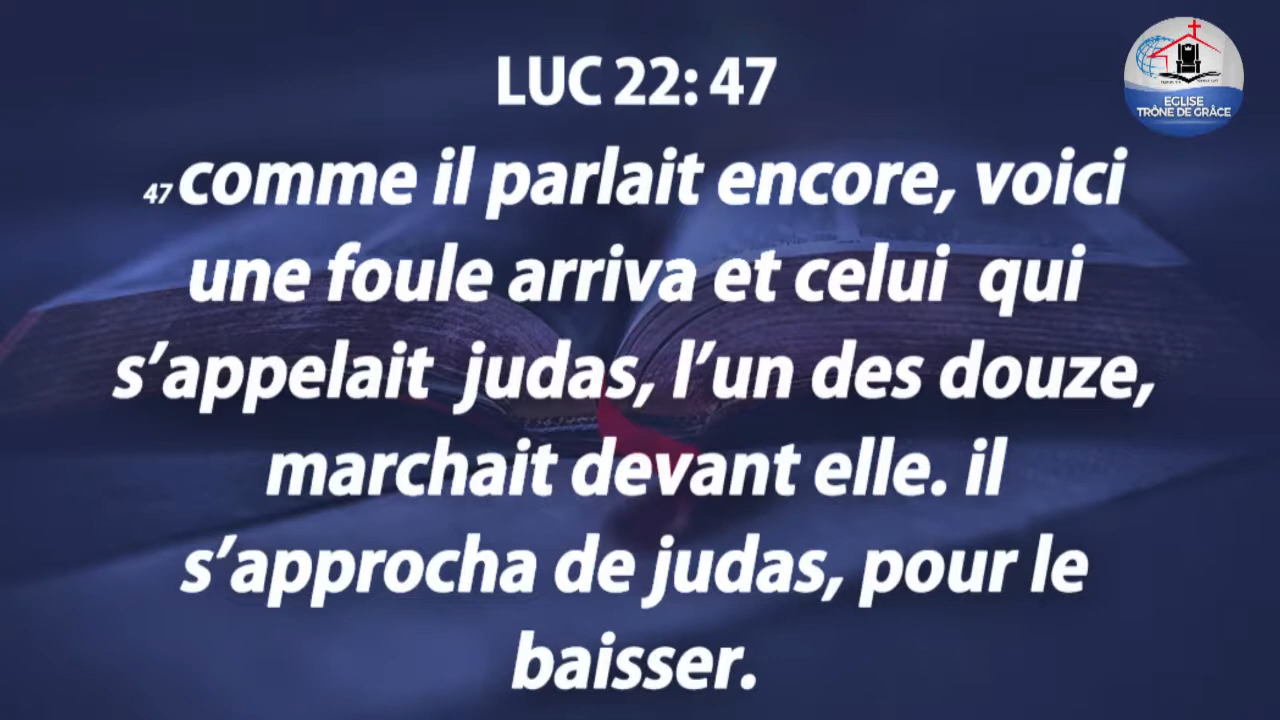 LUC 22: 47
47 comme il parlait encore, voici
une foule arriva et celui qui
s’appelait judas, l’un des douze,
marchait devant elle. il
s’approcha de judas, pour le
baisser.
EGLISE
TRÔNE DE GRÂCE